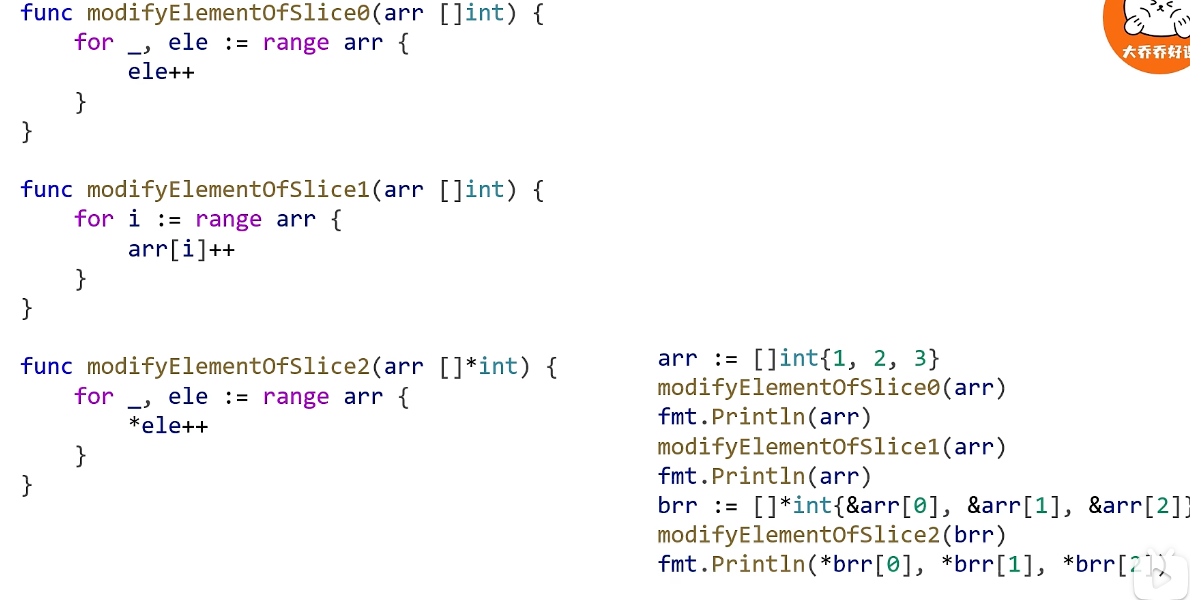 func modifyElementOfSlice0(arr []int) {
    for _, ele := range arr {
        ele++
    }
}
func modifyElementOfSlice1(arr []int) {
    for i := range arr {
        arr[i]++
    }
}
func modifyElementOfSlice2(arr []*int) {
    for _, ele := range arr {
        *ele++
    }
}
arr := []int{1, 2, 3}
modifyElementOfSlice0(arr)
fmt.Println(arr)
modifyElementOfSlice1(arr)
fmt.Println(arr)
brr := []*int{&arr[0], &arr[1], &arr[2]}
modifyElementOfSlice2(brr)
fmt.Println(*brr[0], *brr[1], *brr[2])
大乔乔好课